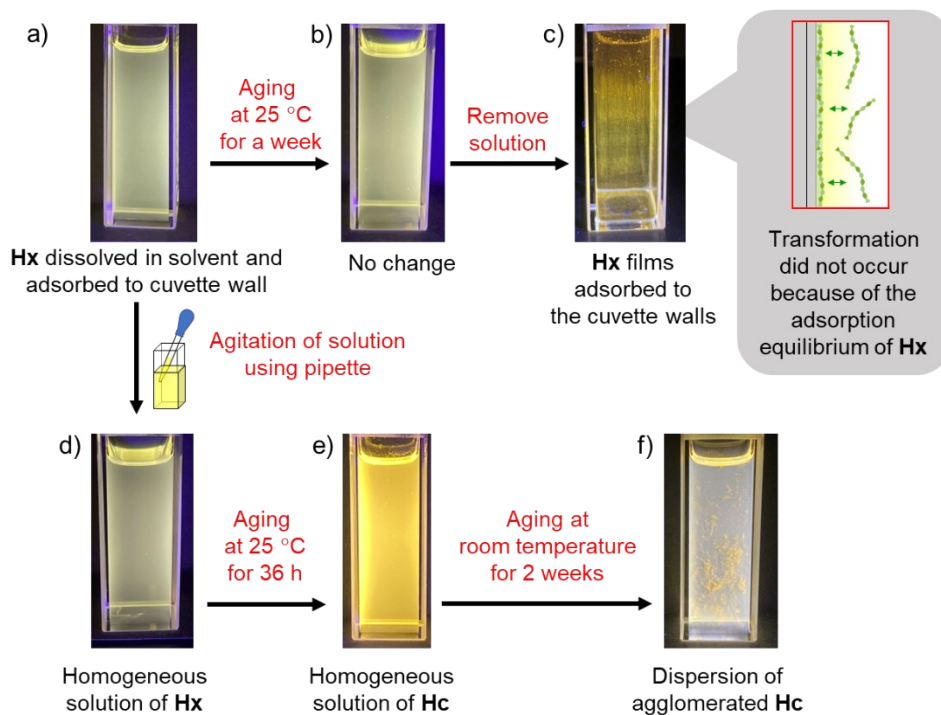 a)
Aging
at 25 °C
for a week
b)
Remove
solution
c)
Hx dissolved in solvent and
adsorbed to cuvette wall
No change
Hx films
adsorbed to
the cuvette walls
Transformation
did not occur
because of the
adsorption
equilibrium of Hx
Agitation of solution
using pipette
d)
Aging
at 25 °C
for 36 h
e)
Aging at
room temperature
for 2 weeks
f)
Homogeneous
solution of Hx
Homogeneous
solution of Hc
Dispersion of
agglomerated Hc